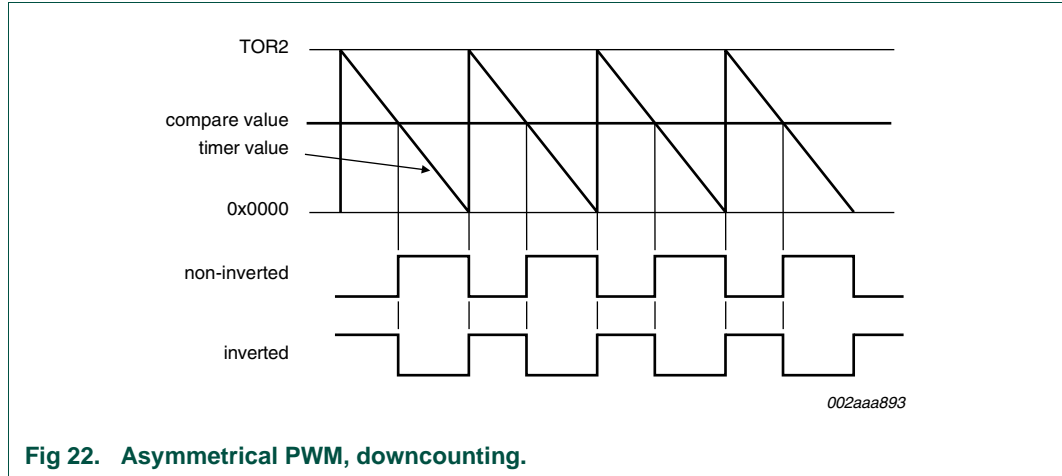 TOR2
compare value
timer value
0x0000
non-inverted
inverted
002aaa893
Fig 22. Asymmetrical PWM, downcounting.